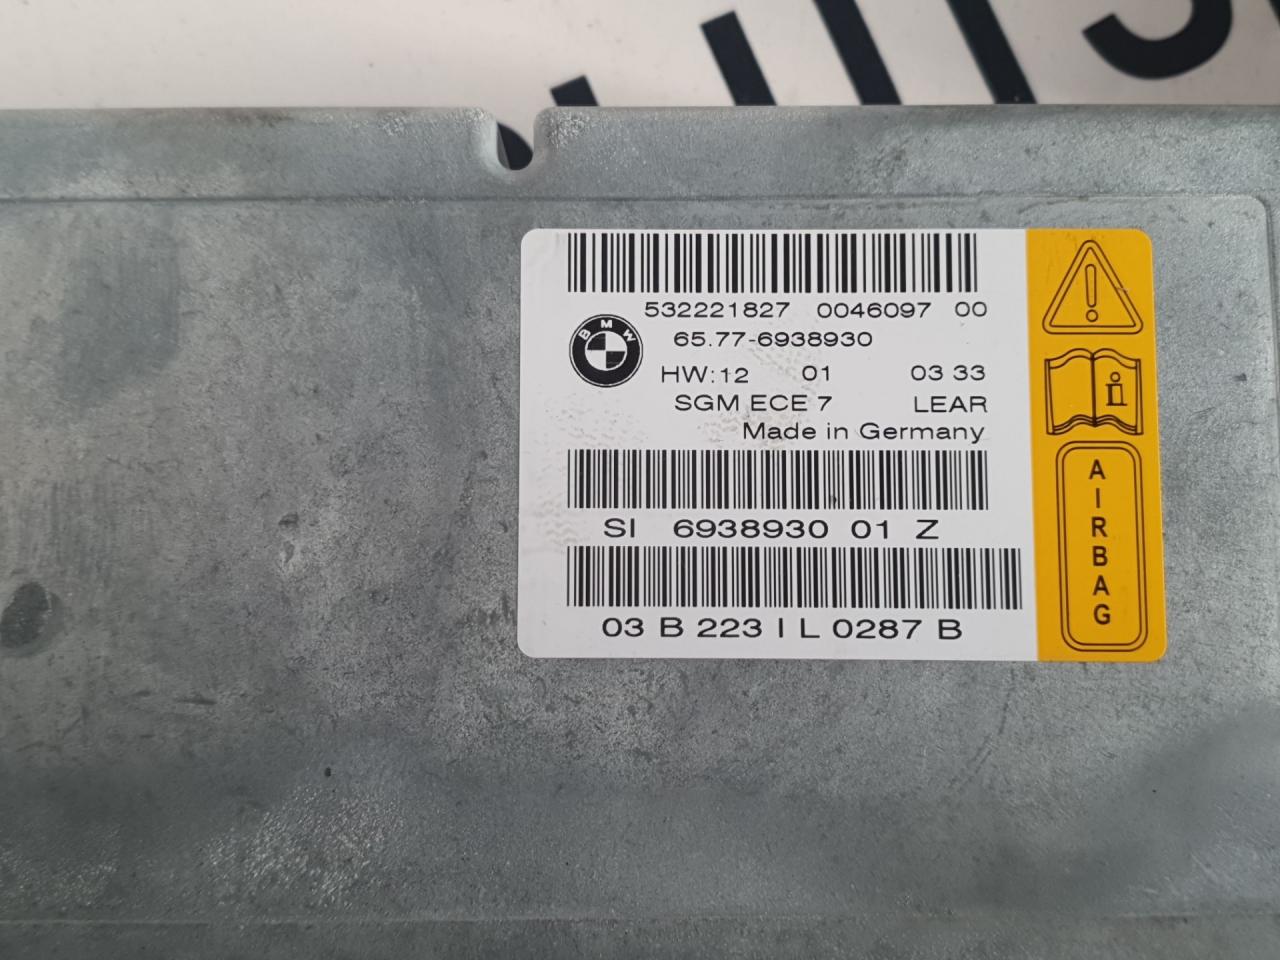 532221827 0046097 00
BMW
65.77-6938930
HW:12 01 03 33
SGM ECE 7 LEAR
Made in Germany
SI 6938930 01 Z
03 B 223 I L 0287 B
AIRBAG